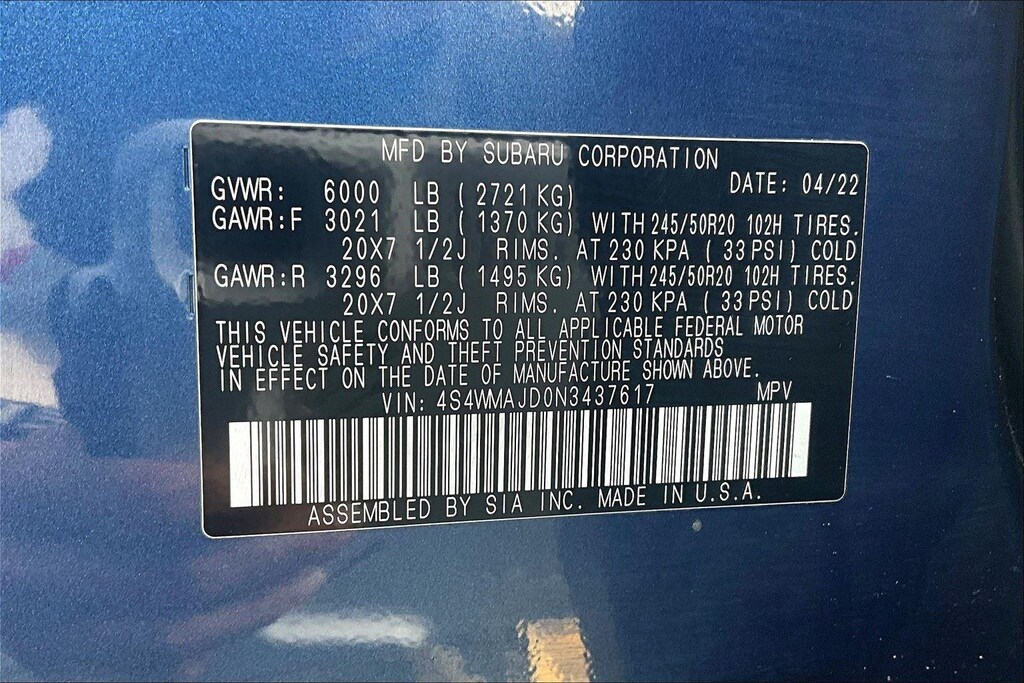 MFD BY SUBARU CORPORATION
DATE: 04/22
GVWR: 6000 LB ( 2721 KG)
GAWR:F 3021 LB ( 1370 KG) WITH 245/50R20 102H TIRES.
20X7 1/2J RIMS. AT 230 KPA ( 33 PSI) COLD
GAWR:R 3296 LB ( 1495 KG) WITH 245/50R20 102H TIRES.
20X7 1/2J RIMS. AT 230 KPA ( 33 PSI) COLD
THIS VEHICLE CONFORMS TO ALL APPLICABLE FEDERAL MOTOR
VEHICLE SAFETY AND THEFT PREVENTION STANDARDS
IN EFFECT ON THE DATE OF MANUFACTURE SHOWN ABOVE.
VIN: 4S4WMAJD0N3437617 MPV
ASSEMBLED BY SIA INC. MADE IN U.S.A.